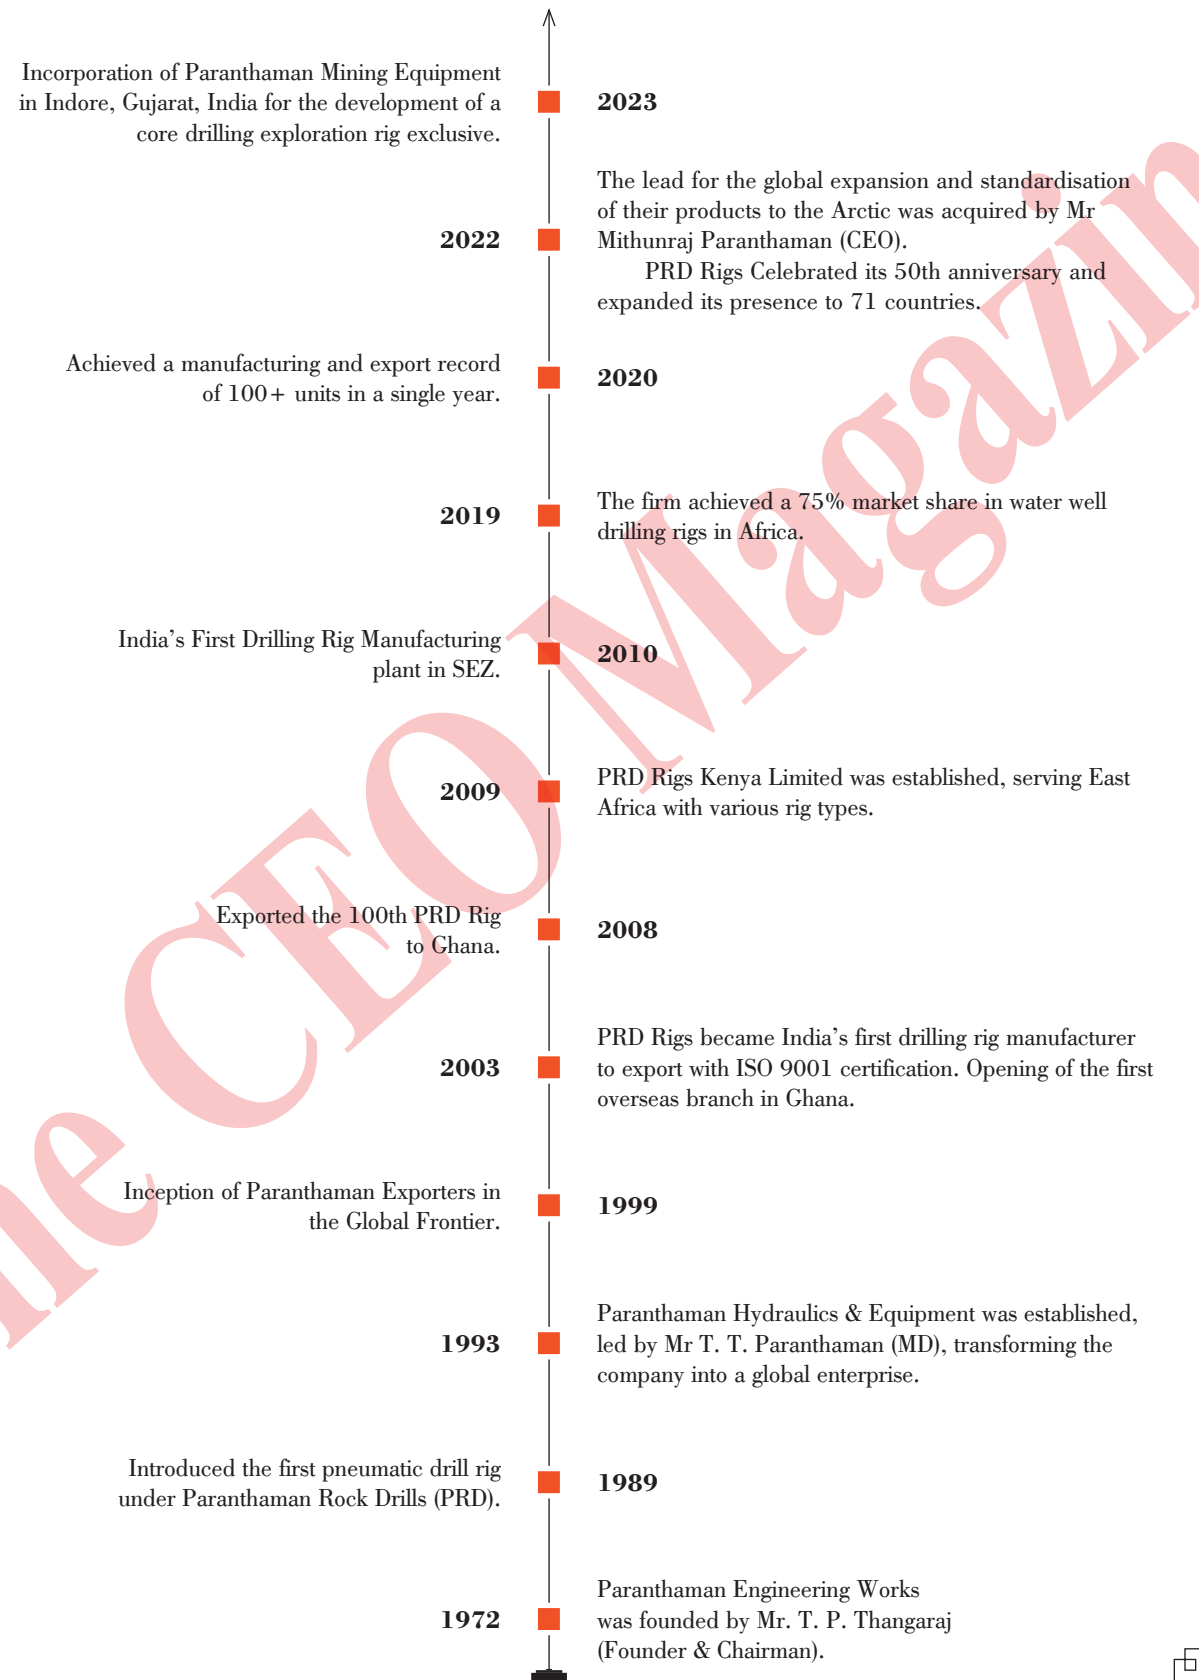 Incorporation of Paranthaman Mining Equipment
in Indore, Gujarat, India for the development of a
core drilling exploration rig exclusive.
2023
The lead for the global expansion and standardisation
of their products to the Arctic was acquired by Mr
Mithunraj Paranthaman (CEO).
PRD Rigs Celebrated its 50th anniversary and
expanded its presence to 71 countries.
2022
Achieved a manufacturing and export record
of 100+ units in a single year.
2020
The firm achieved a 75% market share in water well
drilling rigs in Africa.
2019
India's First Drilling Rig Manufacturing
plant in SEZ.
2010
PRD Rigs Kenya Limited was established, serving East
Africa with various rig types.
2009
Exported the 100th PRD Rig
to Ghana.
2008
PRD Rigs became India's first drilling rig manufacturer
to export with ISO 9001 certification. Opening of the first
overseas branch in Ghana.
2003
Inception of Paranthaman Exporters in
the Global Frontier.
1999
Paranthaman Hydraulics & Equipment was established,
led by Mr T. T. Paranthaman (MD), transforming the
company into a global enterprise.
1993
Introduced the first pneumatic drill rig
under Paranthaman Rock Drills (PRD).
1989
Paranthaman Engineering Works
was founded by Mr. T. P. Thangaraj
(Founder & Chairman).
1972
he CEO Magazin